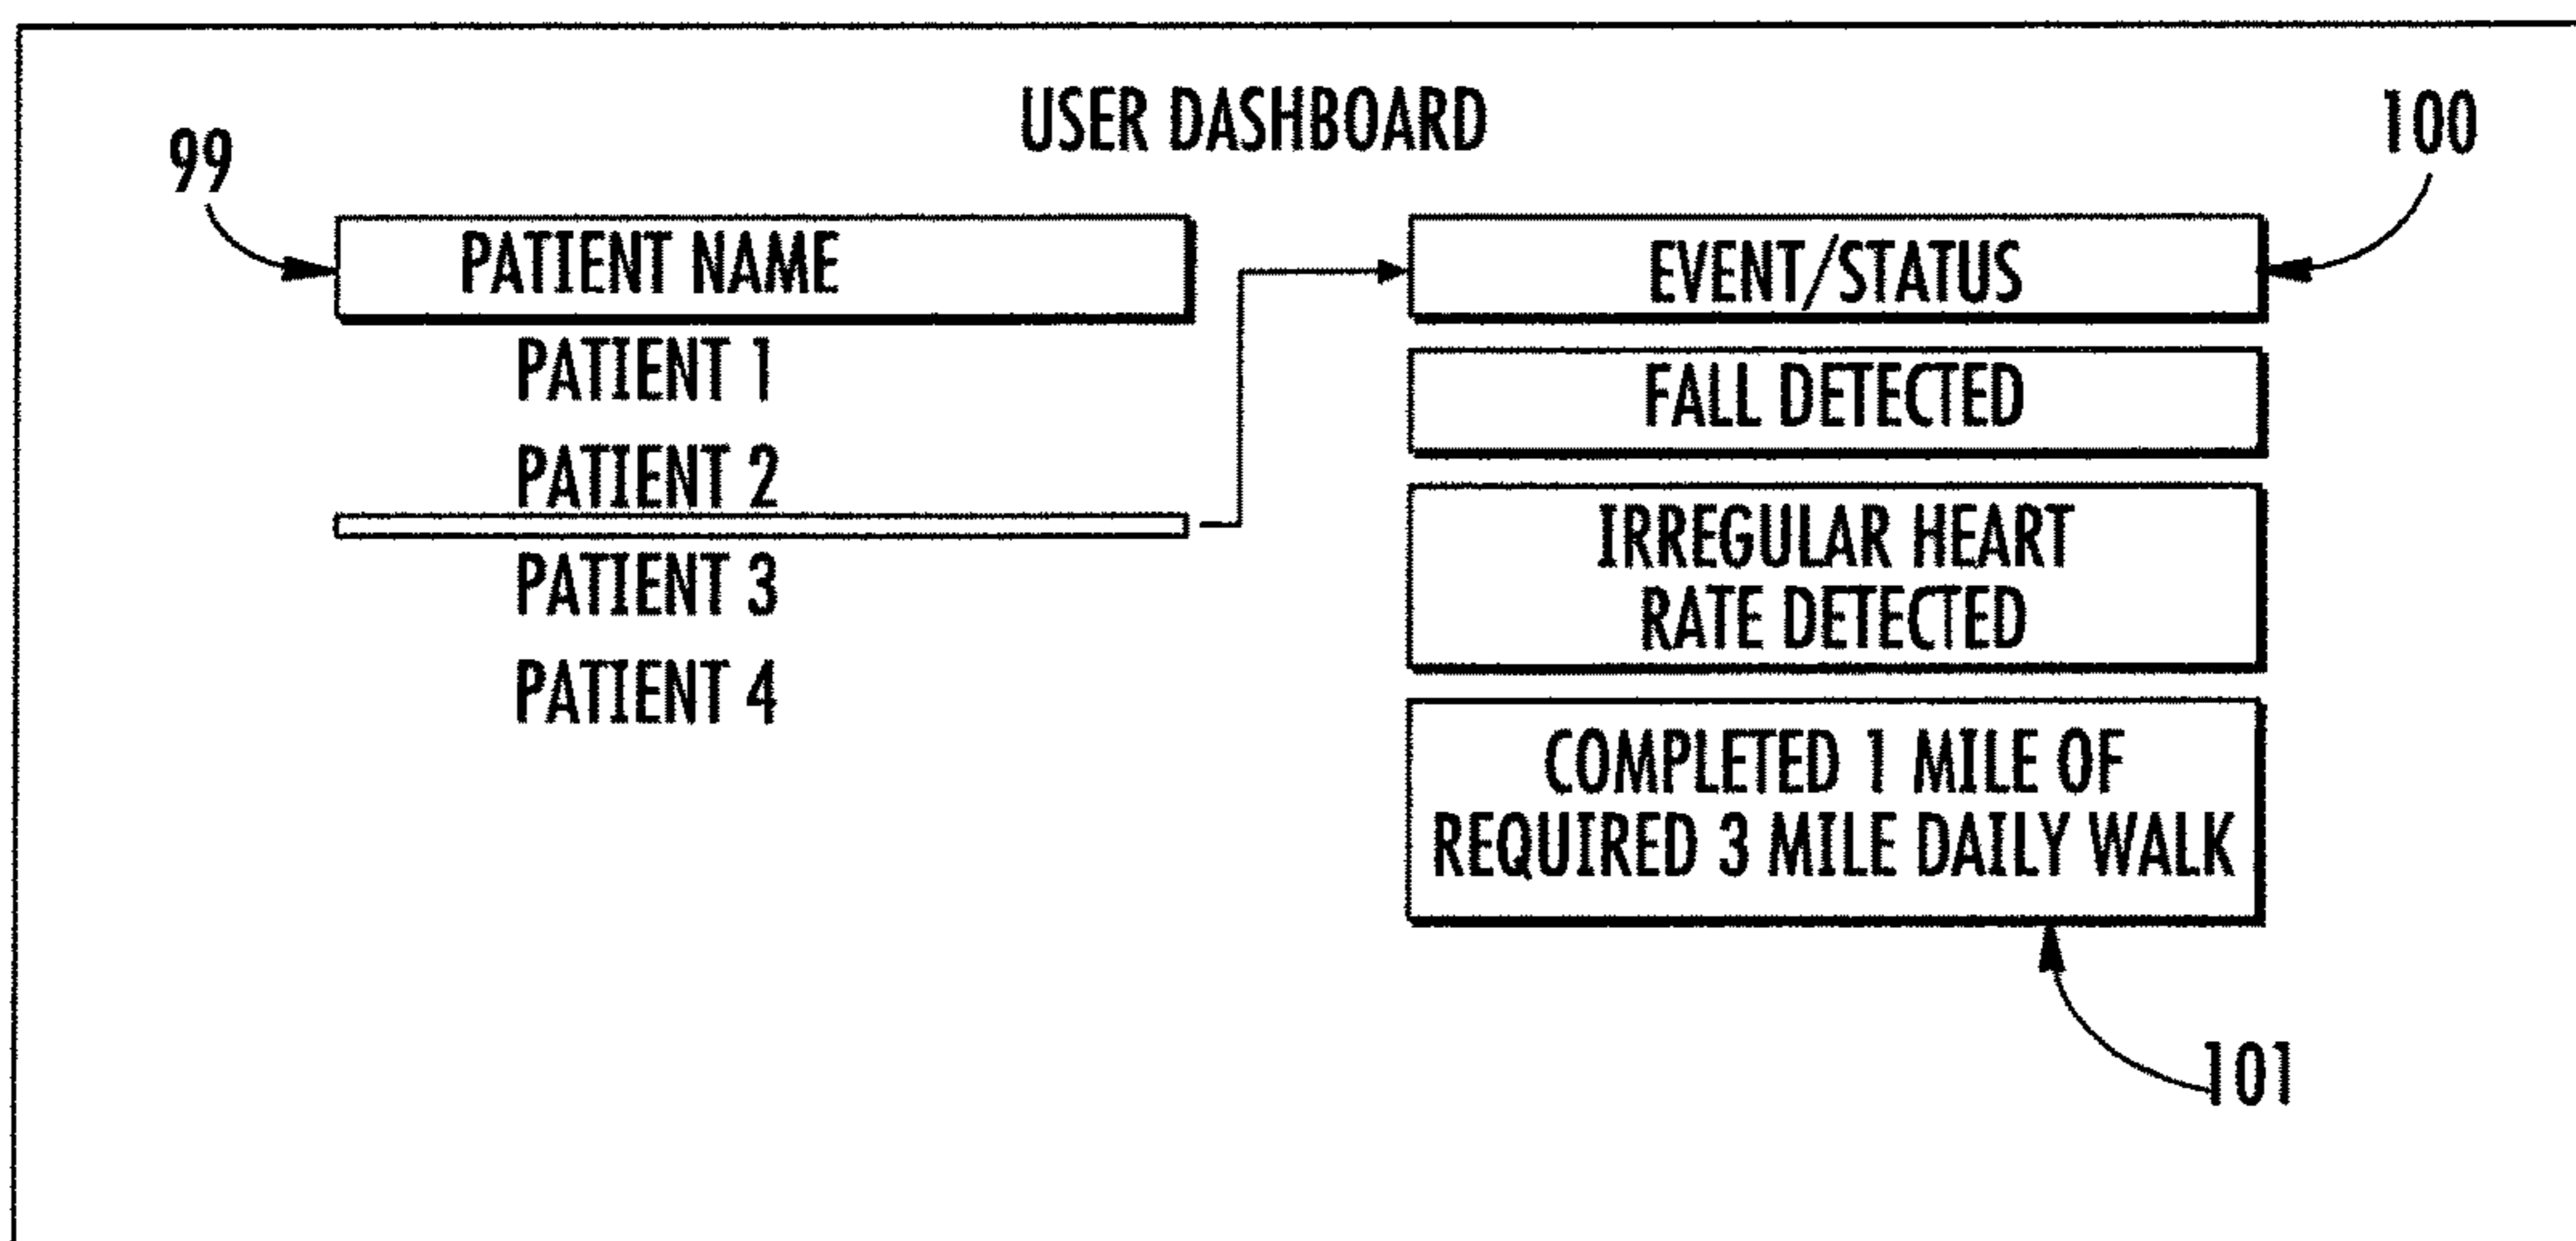 USER DASHBOARD
99
100
PATIENT NAME
PATIENT 1
PATIENT 2
PATIENT 3
PATIENT 4
EVENT/STATUS
FALL DETECTED
IRREGULAR HEART
RATE DETECTED
COMPLETED 1 MILE OF
REQUIRED 3 MILE DAILY WALK
101